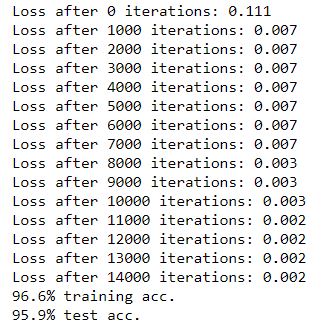 Loss after 0 iterations: 0.111
Loss after 1000 iterations: 0.007
Loss after 2000 iterations: 0.007
Loss after 3000 iterations: 0.007
Loss after 4000 iterations: 0.007
Loss after 5000 iterations: 0.007
Loss after 6000 iterations: 0.007
Loss after 7000 iterations: 0.007
Loss after 8000 iterations: 0.003
Loss after 9000 iterations: 0.003
Loss after 10000 iterations: 0.003
Loss after 11000 iterations: 0.002
Loss after 12000 iterations: 0.002
Loss after 13000 iterations: 0.002
Loss after 14000 iterations: 0.002
96.6% training acc.
95.9% test acc.